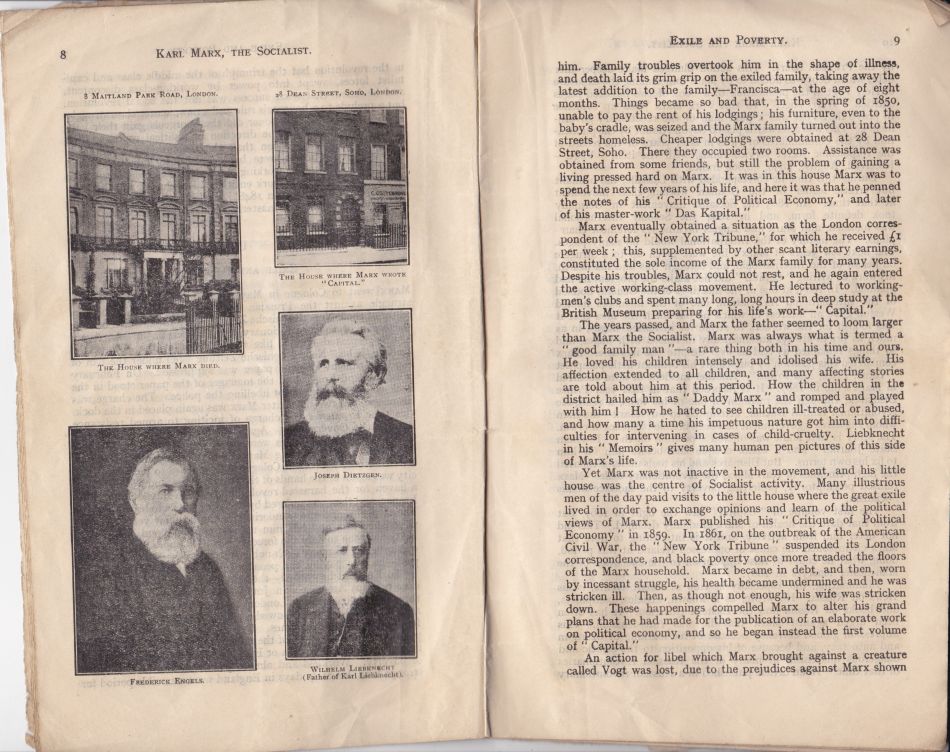 8
KARL MARX, THE SOCIALIST.
8 MAITLAND PARK ROAD, LONDON.
28 DEAN STREET, SOHO, LONDON.
THE HOUSE WHERE MARX WROTE
"CAPITAL."
THE HOUSE WHERE MARX DIED.
JOSEPH DIETZGEN.
FREDERICK ENGELS.
WILHELM LIEBKNECHT
(Father of Karl Liebknecht).
EXILE AND POVERTY.
9
him. Family troubles overtook him in the shape of illness,
and death laid its grim grip on the exiled family, taking away the
latest addition to the family—Francisca—at the age of eight
months. Things became so bad that, in the spring of 1850,
unable to pay the rent of his lodgings; his furniture, even to the
baby's cradle, was seized and the Marx family turned out into the
streets homeless. Cheaper lodgings were obtained at 28 Dean
Street, Soho. There they occupied two rooms. Assistance was
obtained from some friends, but still the problem of gaining a
living pressed hard on Marx. It was in this house Marx was to
spend the next few years of his life, and here it was that he penned
the notes of his "Critique of Political Economy," and later
of his master-work "Das Kapital."
Marx eventually obtained a situation as the London corres-
pondent of the "New York Tribune," for which he received £1
per week; this, supplemented by other scant literary earnings,
constituted the sole income of the Marx family for many years.
Despite his troubles, Marx could not rest, and he again entered
the active working-class movement. He lectured to working-
men's clubs and spent many long, long hours in deep study at the
British Museum preparing for his life's work—"Capital."
The years passed, and Marx the father seemed to loom larger
than Marx the Socialist. Marx was always what is termed a
"good family man"—a rare thing both in his time and ours.
He loved his children intensely and idolised his wife. His
affection extended to all children, and many affecting stories
are told about him at this period. How the children in the
district hailed him as "Daddy Marx" and romped and played
with him! How he hated to see children ill-treated or abused,
and how many a time his impetuous nature got him into diffi-
culties for intervening in cases of child-cruelty. Liebknecht
in his "Memoirs" gives many human pen pictures of this side
of Marx's life.
Yet Marx was not inactive in the movement, and his little
house was the centre of Socialist activity. Many illustrious
men of the day paid visits to the little house where the great exile
lived in order to exchange opinions and learn of the political
views of Marx. Marx published his "Critique of Political
Economy" in 1859. In 1861, on the outbreak of the American
Civil War, the "New York Tribune" suspended its London
correspondence, and black poverty once more treaded the floors
of the Marx household. Marx became in debt, and then, worn
by incessant struggle, his health became undermined and he was
stricken ill. Then, as though not enough, his wife was stricken
down. These happenings compelled Marx to alter his grand
plans that he had made for the publication of an elaborate work
on political economy, and so he began instead the first volume
of "Capital."
An action for libel which Marx brought against a creature
called Vogt was lost, due to the prejudices against Marx shown